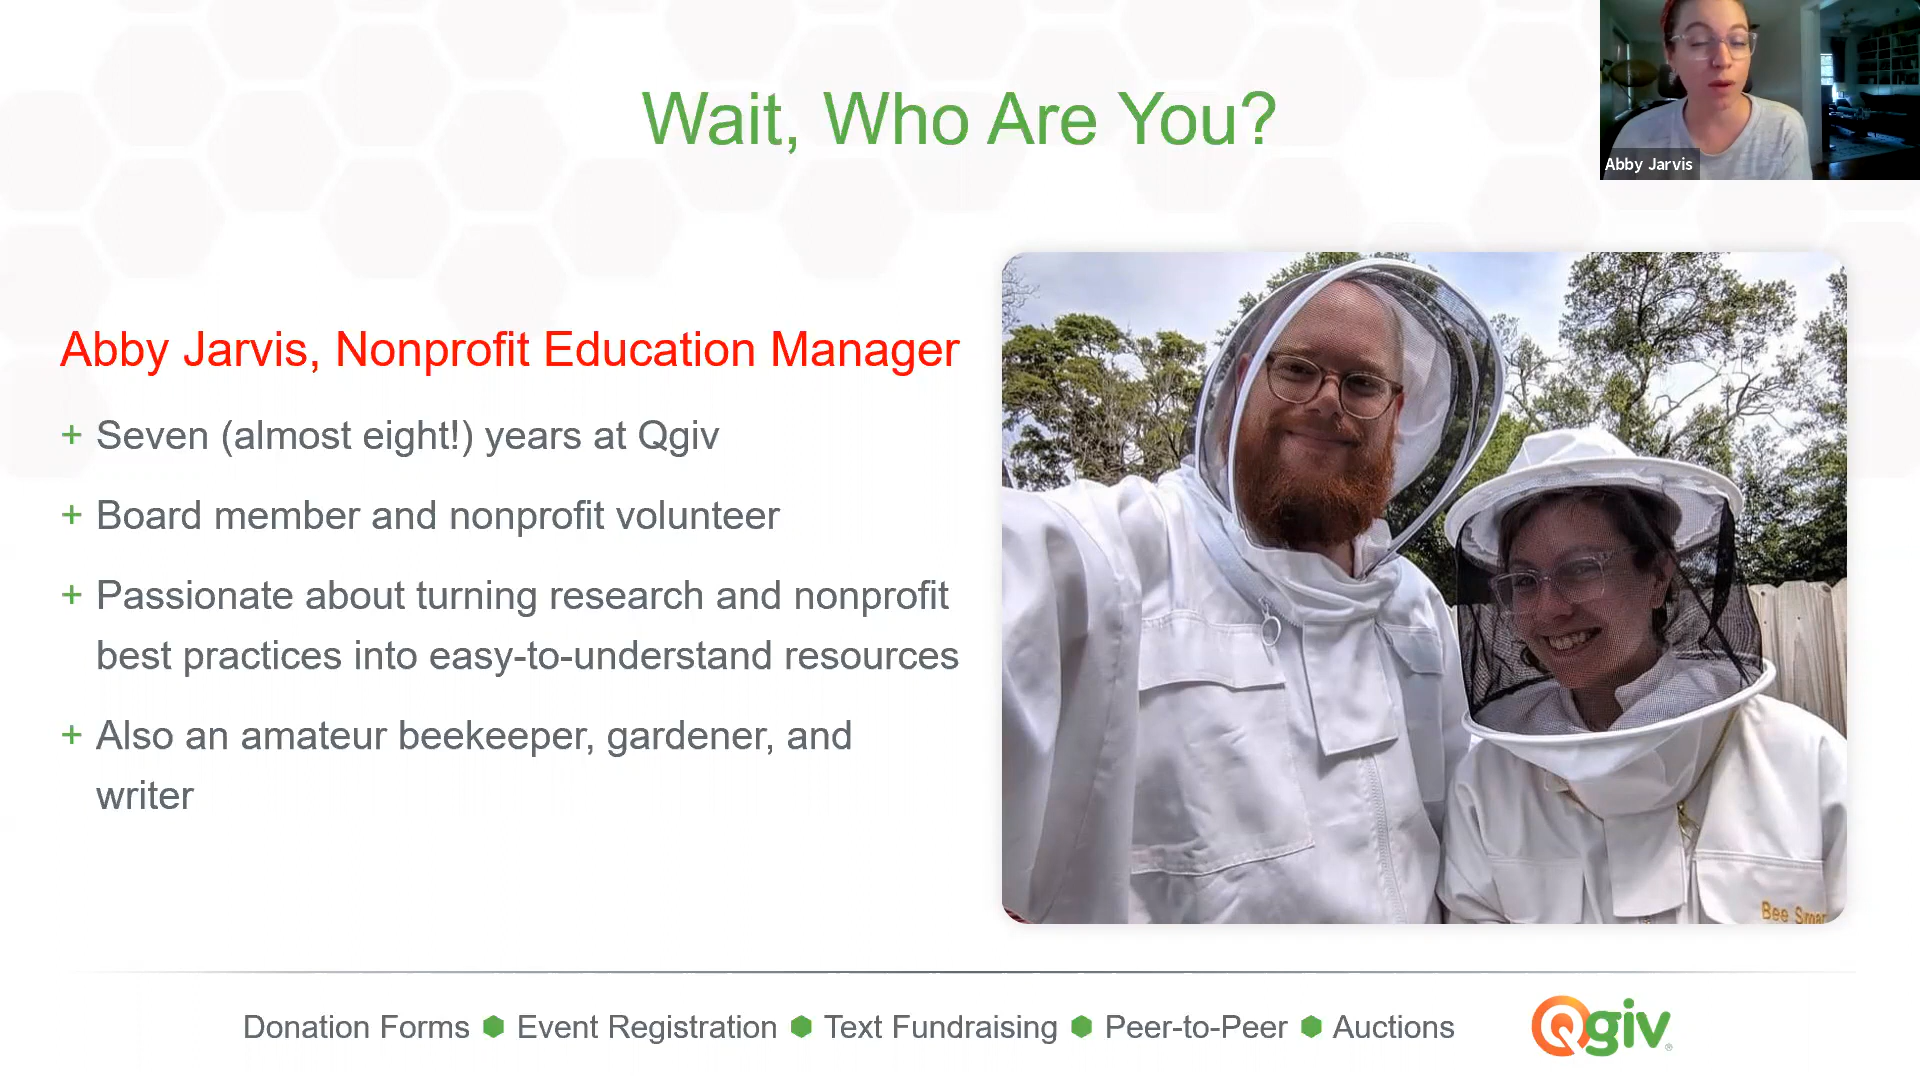 Wait, Who Are You?
Abby Jarvis
Abby Jarvis, Nonprofit Education Manager
+ Seven (almost eight!) years at Qgiv
+ Board member and nonprofit volunteer
+ Passionate about turning research and nonprofit
best practices into easy-to-understand resources
+ Also an amateur beekeeper, gardener, and
writer
Bee
Donation Forms ⬢ Event Registration ⬢ Text Fundraising ⬢ Peer-to-Peer ⬢ Auctions
Qgiv®